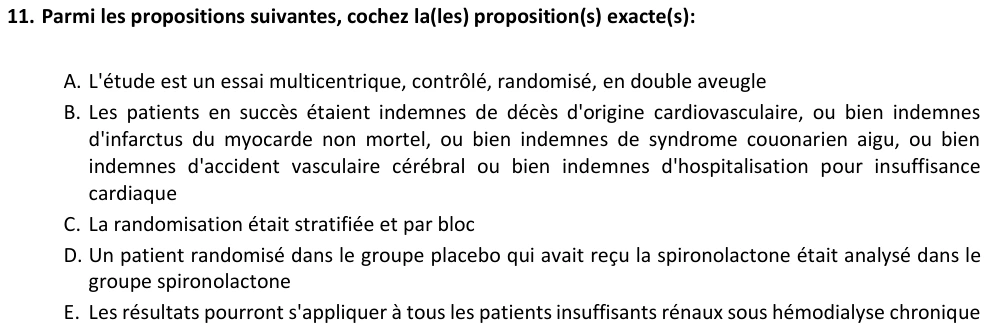 11. Parmi les propositions suivantes, cochez la(les) proposition(s) exacte(s):
A. L'étude est un essai multicentrique, contrôlé, randomisé, en double aveugle
B. Les patients en succès étaient indemnes de décès d'origine cardiovasculaire, ou bien indemnes
d'infarctus du myocarde non mortel, ou bien indemnes de syndrome couonarien aigu, ou bien
indemnes d'accident vasculaire cérébral ou bien indemnes d'hospitalisation pour insuffisance
cardiaque
C. La randomisation était stratifiée et par bloc
D. Un patient randomisé dans le groupe placebo qui avait reçu la spironolactone était analysé dans le
groupe spironolactone
E. Les résultats pourront s'appliquer à tous les patients insuffisants rénaux sous hémodialyse chronique